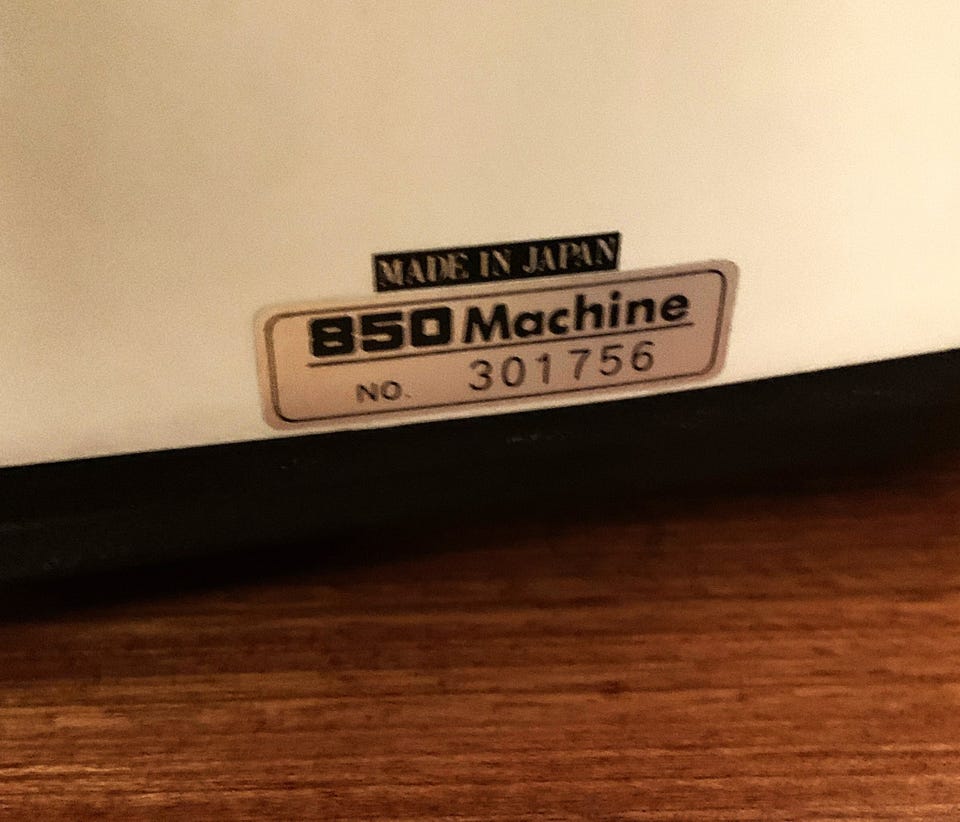 MADE IN JAPAN
850 Machine
NO. 301756